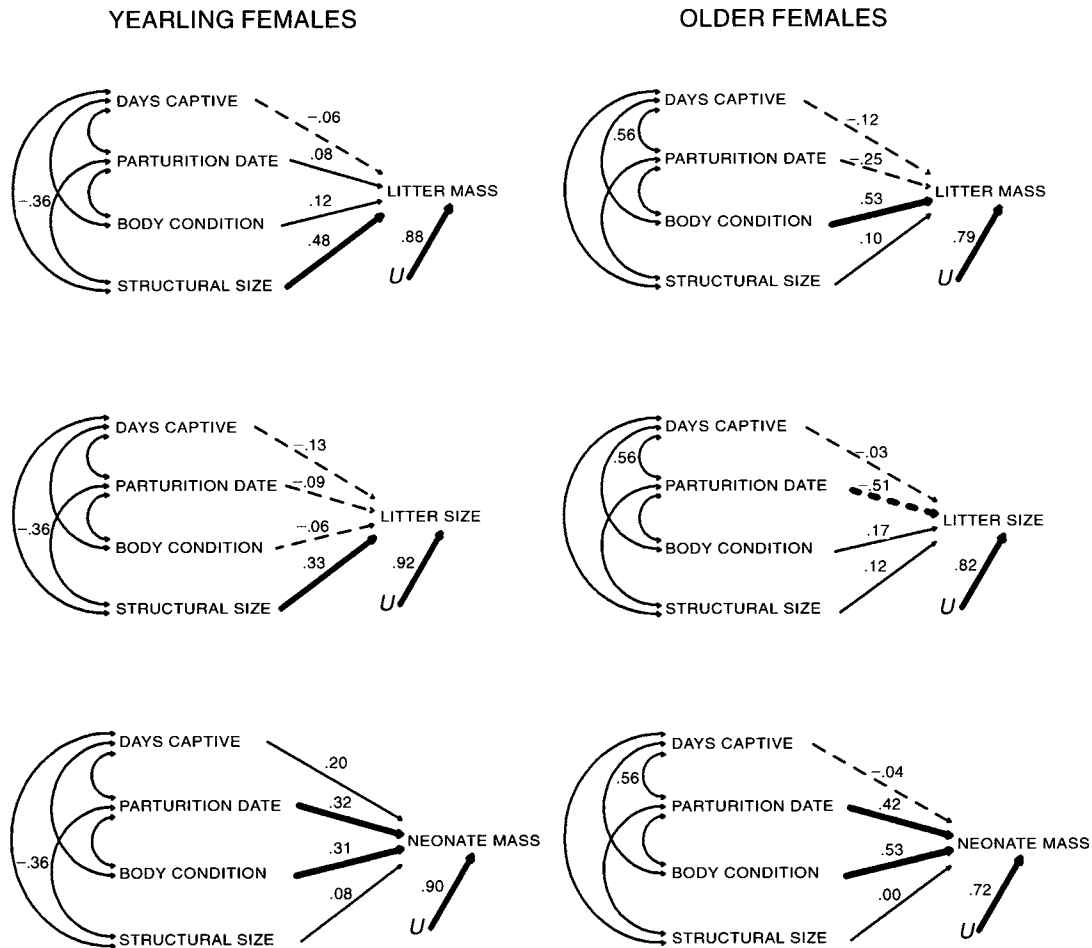 YEARLING FEMALES
OLDER FEMALES
DAYS CAPTIVE
PARTURITION DATE
BODY CONDITION
STRUCTURAL SIZE
-.36
-.06
.08
.12
.48
LITTER MASS
.88
U
DAYS CAPTIVE
PARTURITION DATE
BODY CONDITION
STRUCTURAL SIZE
.56
-.12
-.25
.53
.10
LITTER MASS
.79
U
DAYS CAPTIVE
PARTURITION DATE
BODY CONDITION
STRUCTURAL SIZE
-.36
-.13
-.09
-.06
.33
LITTER SIZE
.92
U
DAYS CAPTIVE
PARTURITION DATE
BODY CONDITION
STRUCTURAL SIZE
.56
-.03
-.51
.17
.12
LITTER SIZE
.82
U
DAYS CAPTIVE
PARTURITION DATE
BODY CONDITION
STRUCTURAL SIZE
-.36
.20
.32
.31
.08
NEONATE MASS
.90
U
DAYS CAPTIVE
PARTURITION DATE
BODY CONDITION
STRUCTURAL SIZE
.56
-.04
.42
.53
.00
NEONATE MASS
.72
U